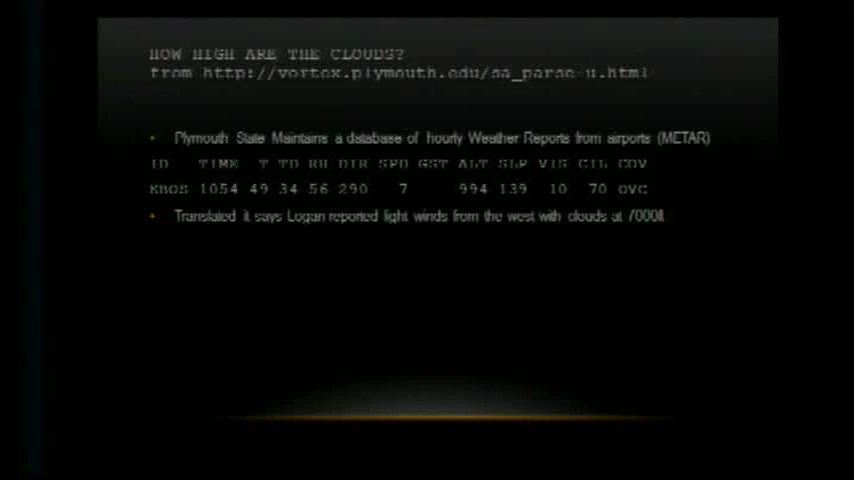 HOW HIGH ARE THE CLOUDS?
from http://vortex.plymouth.edu/sa_parse-u.html
• Plymouth State Maintains a database of hourly Weather Reports from airports (METAR)
ID TIME T TD RH DIR SPD GST ALT SLP VIS CIL COV
KBOS 1054 49 34 56 290 7 994 139 10 70 OVC
• Translated it says Logan reported light winds from the west with clouds at 7000ft